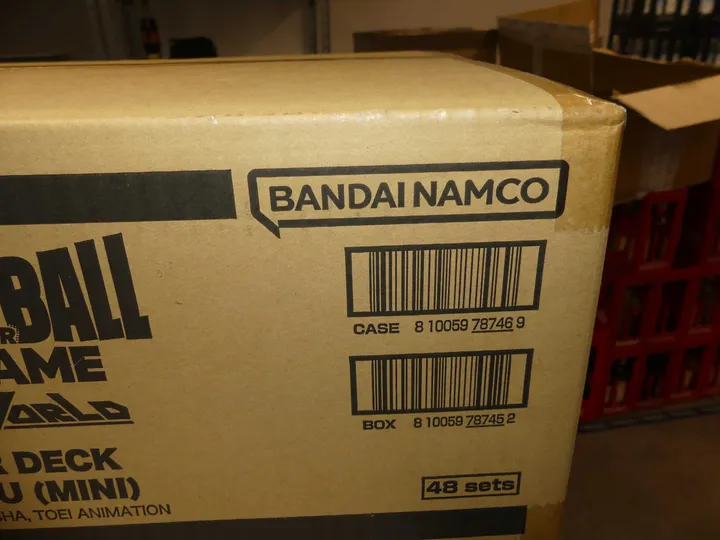 BANDAI NAMCO
BALL
AME
WORLD
DECK
U (MINI)
SHA, TOEI ANIMATION
CASE 8 10059 78746 9
BOX 8 10059 78745 2
48 sets